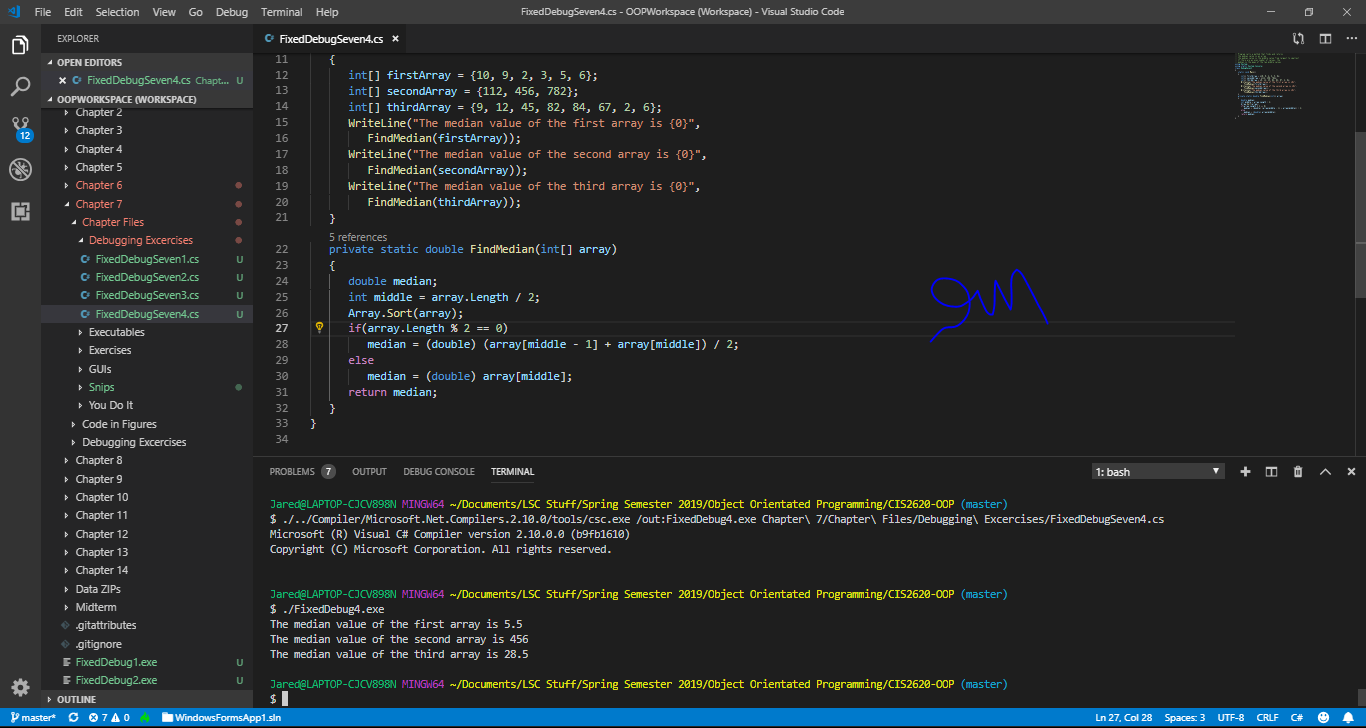 File Edit Selection View Go Debug Terminal Help
FixedDebugSeven4.cs - OOPWorkspace (Workspace) - Visual Studio Code
EXPLORER
OPEN EDITORS
FixedDebugSeven4.cs Chapt... U
OOPWORKSPACE (WORKSPACE)
Chapter 2
Chapter 3
Chapter 4
Chapter 5
Chapter 6
Chapter 7
Chapter Files
Debugging Excercises
FixedDebugSeven1.cs U
FixedDebugSeven2.cs U
FixedDebugSeven3.cs U
FixedDebugSeven4.cs U
Executables
Exercises
GUIs
Snips
You Do It
Code in Figures
Debugging Excercises
Chapter 8
Chapter 9
Chapter 10
Chapter 11
Chapter 12
Chapter 13
Chapter 14
Data ZIPs
Midterm
.gitattributes
.gitignore
FixedDebug1.exe U
FixedDebug2.exe U
OUTLINE
12
FixedDebugSeven4.cs
11 {
12 int[] firstArray = {10, 9, 2, 3, 5, 6};
13 int[] secondArray = {112, 456, 782};
14 int[] thirdArray = {9, 12, 45, 82, 84, 67, 2, 6};
15 WriteLine("The median value of the first array is {0}",
16 FindMedian(firstArray));
17 WriteLine("The median value of the second array is {0}",
18 FindMedian(secondArray));
19 WriteLine("The median value of the third array is {0}",
20 FindMedian(thirdArray));
21 }
5 references
22 private static double FindMedian(int[] array)
23 {
24 double median;
25 int middle = array.Length / 2;
26 Array.Sort(array);
27 if(array.Length % 2 == 0)
28 median = (double) (array[middle - 1] + array[middle]) / 2;
29 else
30 median = (double) array[middle];
31 return median;
32 }
33 }
34
PROBLEMS 7 OUTPUT DEBUG CONSOLE TERMINAL
1: bash
Jared@LAPTOP-CJCV898N MINGW64 ~/Documents/LSC Stuff/Spring Semester 2019/Object Orientated Programming/CIS2620-OOP (master)
$ ./../Compiler/Microsoft.Net.Compilers.2.10.0/tools/csc.exe /out:FixedDebug4.exe Chapter\ 7/Chapter\ Files/Debugging\ Excercises/FixedDebugSeven4.cs
Microsoft (R) Visual C# Compiler version 2.10.0.0 (b9fb1610)
Copyright (C) Microsoft Corporation. All rights reserved.
Jared@LAPTOP-CJCV898N MINGW64 ~/Documents/LSC Stuff/Spring Semester 2019/Object Orientated Programming/CIS2620-OOP (master)
$ ./FixedDebug4.exe
The median value of the first array is 5.5
The median value of the second array is 456
The median value of the third array is 28.5
Jared@LAPTOP-CJCV898N MINGW64 ~/Documents/LSC Stuff/Spring Semester 2019/Object Orientated Programming/CIS2620-OOP (master)
$
master* 7 0 WindowsFormsApp1.sln
Ln 27, Col 28 Spaces: 3 UTF-8 CRLF C#